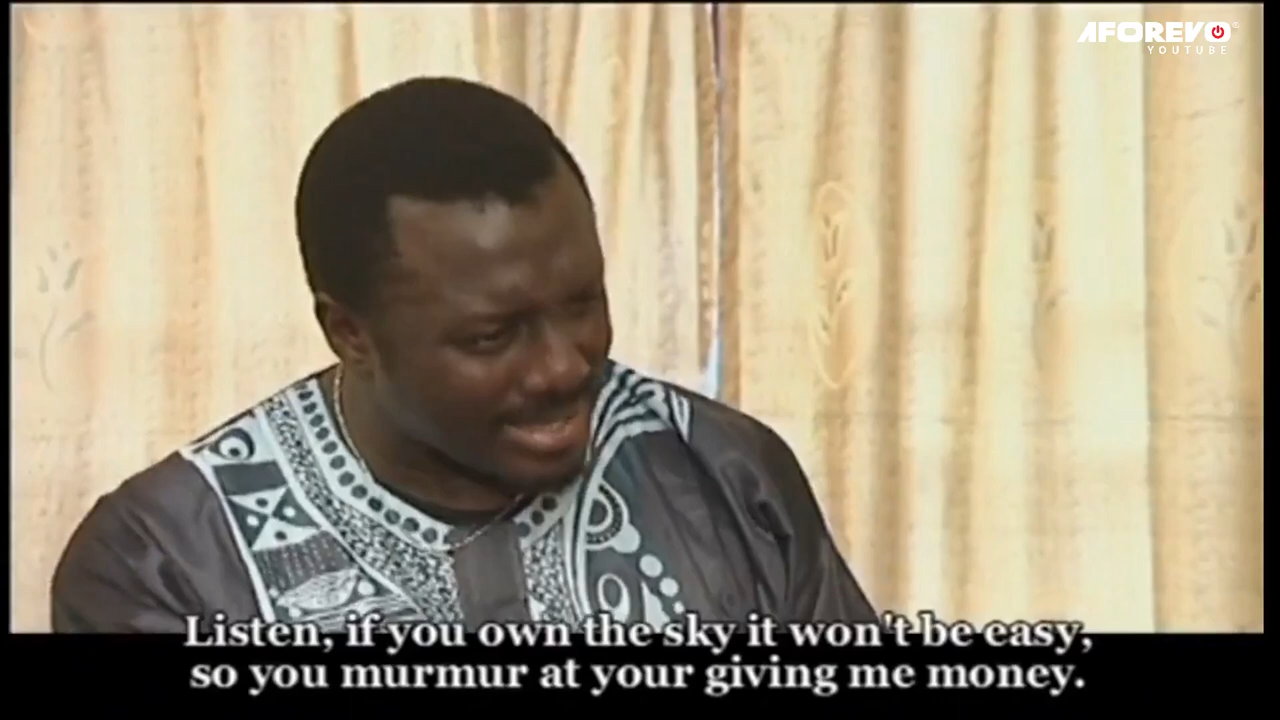 AFOREVO
YOUTUBE
Listen, if you own the sky it won't be easy,
so you murmur at your giving me money.